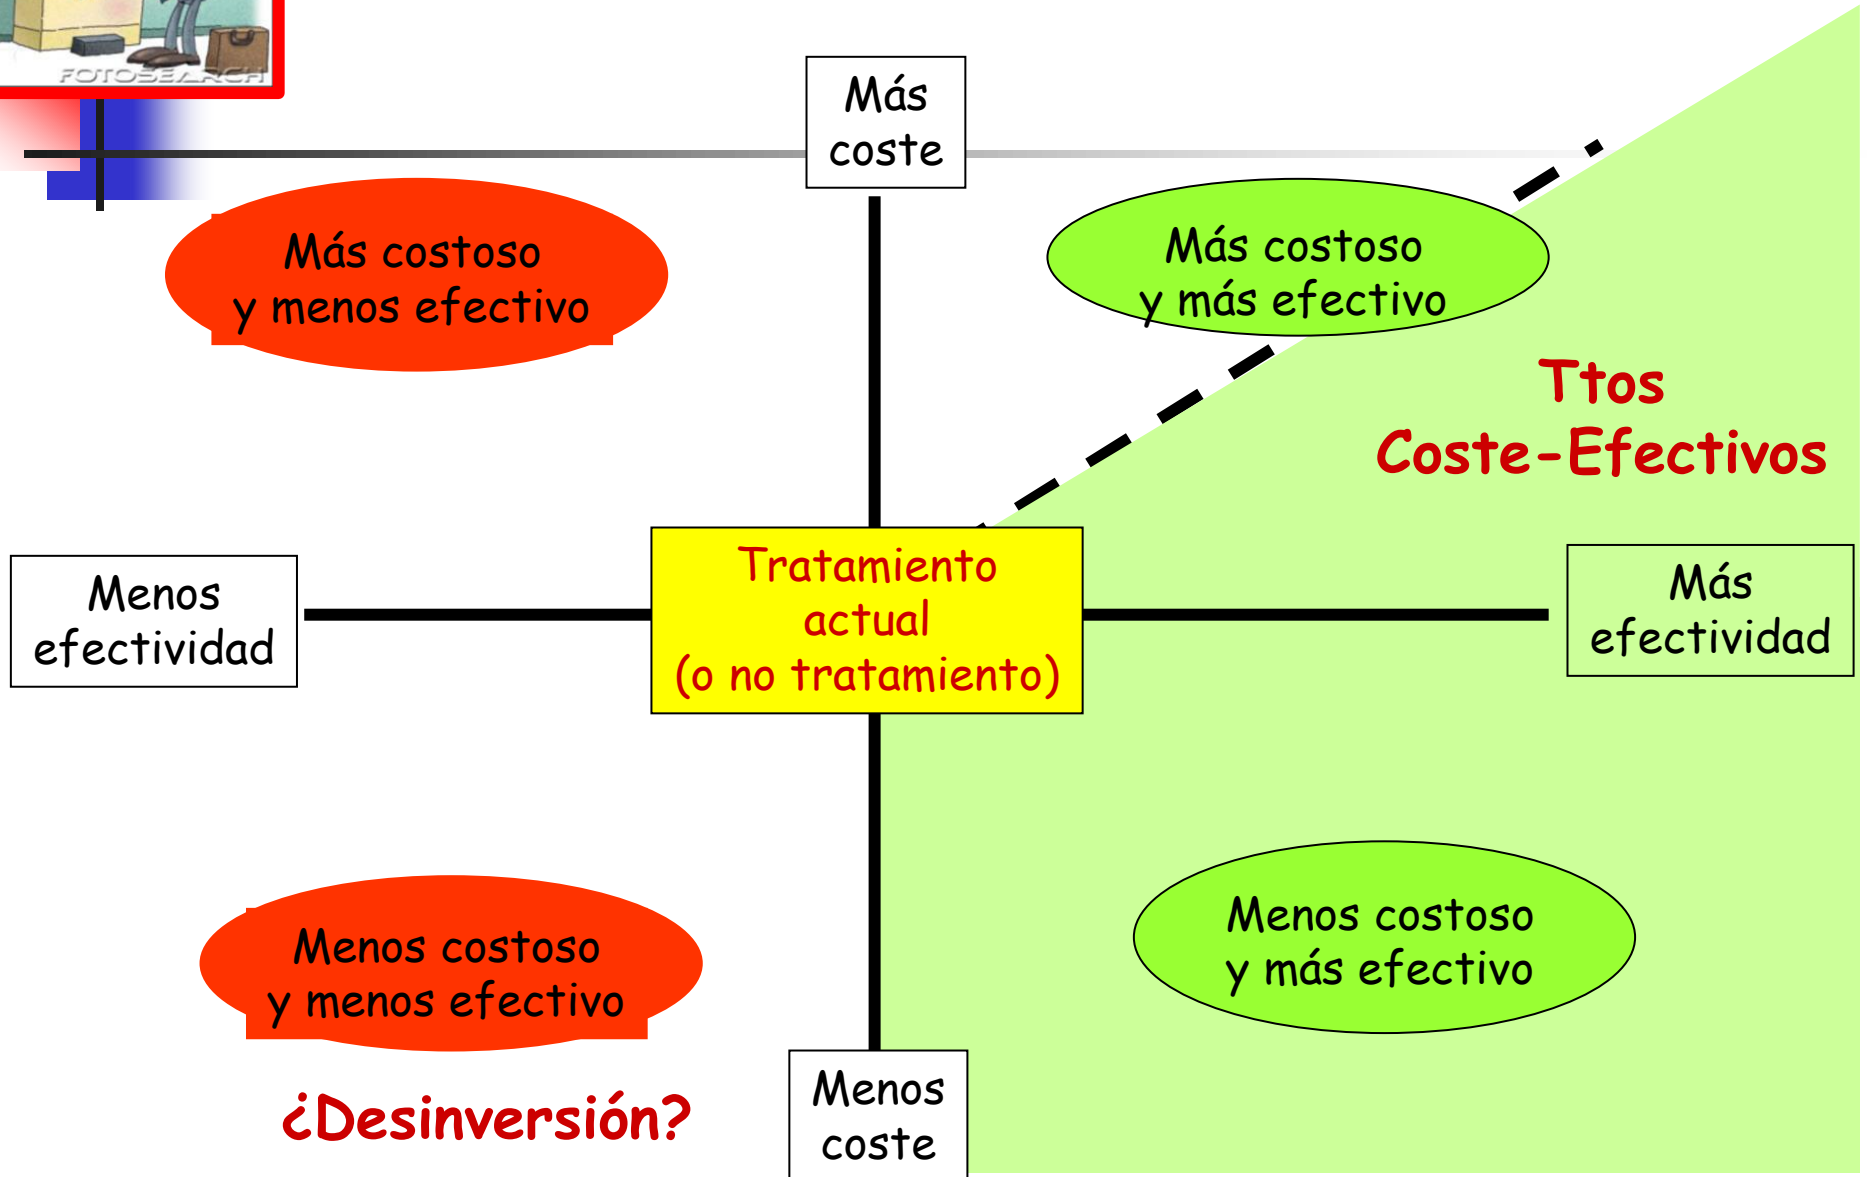 FOTOSEARCH
Más
coste
Más costoso
y menos efectivo
Más costoso
y más efectivo
Ttos
Coste-Efectivos
Menos
efectividad
Tratamiento
actual
(o no tratamiento)
Más
efectividad
Menos costoso
y menos efectivo
Menos costoso
y más efectivo
¿Desinversión?
Menos
coste